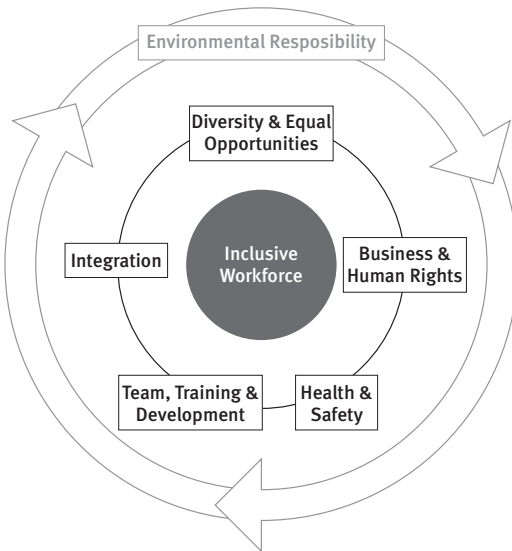 Environmental Resposibility
Diversity & Equal
Opportunities
Inclusive
Workforce
Integration
Business &
Human Rights
Team, Training &
Development
Health &
Safety